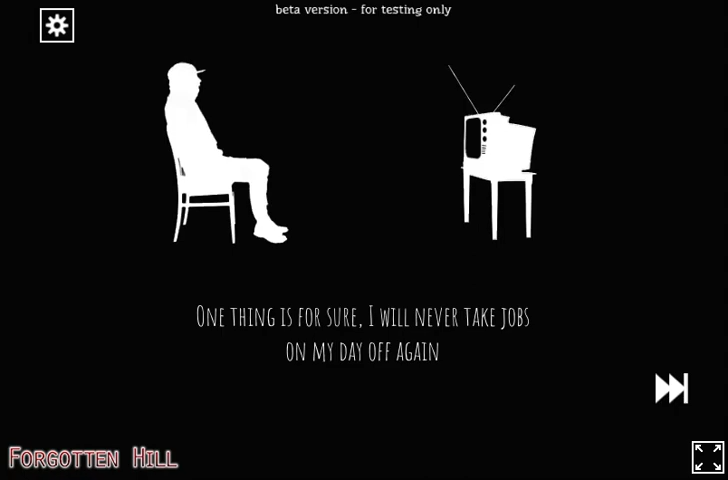 beta version - for testing only
One thing is for sure, I will never take jobs
on my day off again
Forgotten Hill